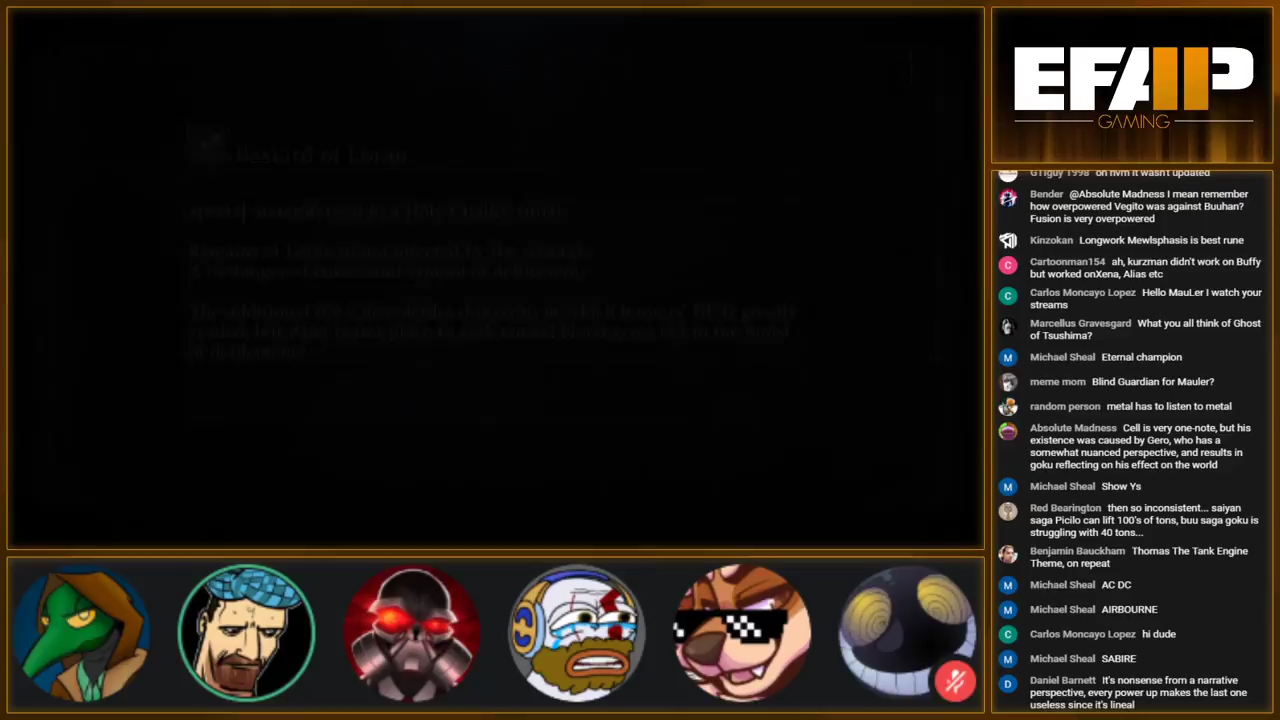 Bastard of Loran
EFAP
GAMING
GTIguy 1998 oh nvm it wasn't updated
Bender @Absolute Madness I mean remember
how overpowered Vegito was against Buuhan?
Fusion is very overpowered
Kinzokan Longwork Mewlsphasis is best rune
Cartoonman154 ah, kurzman didn't work on Buffy
but worked onXena, Alias etc
Carlos Moncayo Lopez Hello MauLer I watch your
streams
Marcellus Gravesgard What you all think of Ghost
of Tsushima?
Michael Sheal Eternal champion
meme mom Blind Guardian for Mauler?
random person metal has to listen to metal
Absolute Madness Cell is very one-note, but his
existence was caused by Gero, who has a
somewhat nuanced perspective, and results in
goku reflecting on his effect on the world
Michael Sheal Show Ys
Red Bearington then so inconsistent... saiyan
saga Picilo can lift 100's of tons, buu saga goku is
struggling with 40 tons...
Benjamin Bauckham Thomas The Tank Engine
Theme, on repeat
Michael Sheal AC DC
Michael Sheal AIRBOURNE
Carlos Moncayo Lopez hi dude
Michael Sheal SABIRE
Daniel Barnett It's nonsense from a narrative
perspective, every power up makes the last one
useless since it's lineal